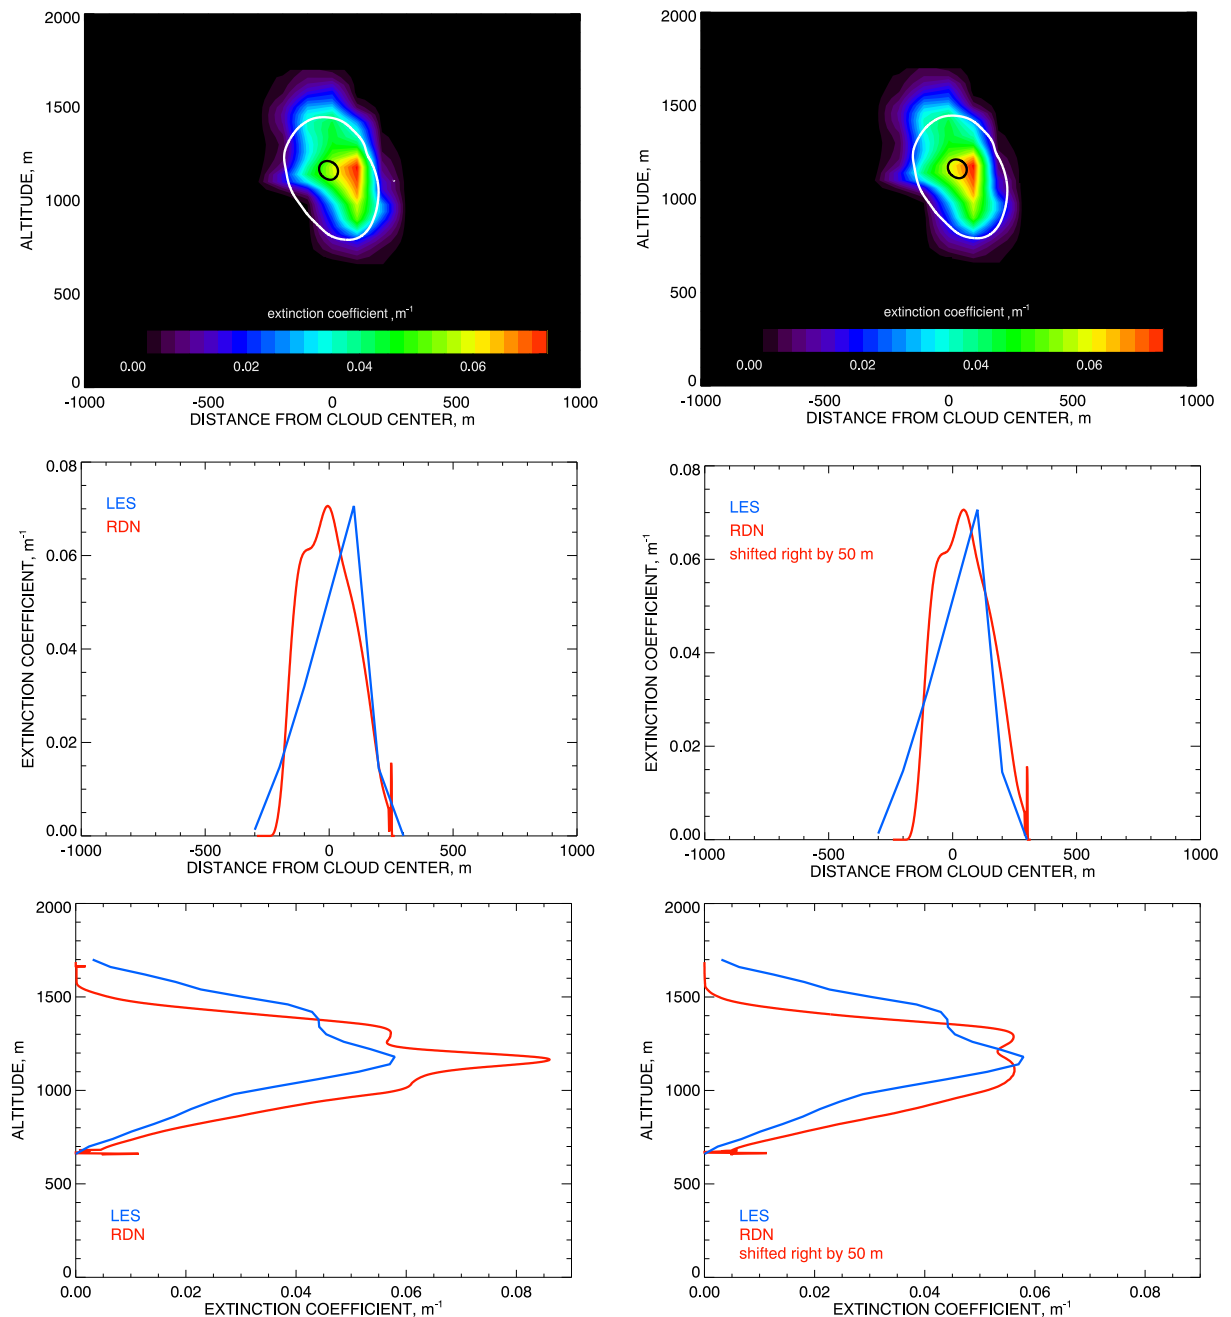 2000
1500
1000
500
0
ALTITUDE, m
extinction coefficient , m⁻¹
0.00 0.02 0.04 0.06
-1000 -500 0 500 1000
DISTANCE FROM CLOUD CENTER, m
2000
1500
1000
500
0
ALTITUDE, m
extinction coefficient , m⁻¹
0.00 0.02 0.04 0.06
-1000 -500 0 500 1000
DISTANCE FROM CLOUD CENTER, m
0.08
0.06
0.04
0.02
0.00
EXTINCTION COEFFICIENT, m⁻¹
LES
RDN
-1000 -500 0 500 1000
DISTANCE FROM CLOUD CENTER, m
0.08
0.06
0.04
0.02
0.00
EXTINCTION COEFFICIENT, m⁻¹
LES
RDN
shifted right by 50 m
-1000 -500 0 500 1000
DISTANCE FROM CLOUD CENTER, m
2000
1500
1000
500
0
ALTITUDE, m
LES
RDN
0.00 0.02 0.04 0.06 0.08
EXTINCTION COEFFICIENT, m⁻¹
2000
1500
1000
500
0
ALTITUDE, m
LES
RDN
shifted right by 50 m
0.00 0.02 0.04 0.06 0.08
EXTINCTION COEFFICIENT, m⁻¹